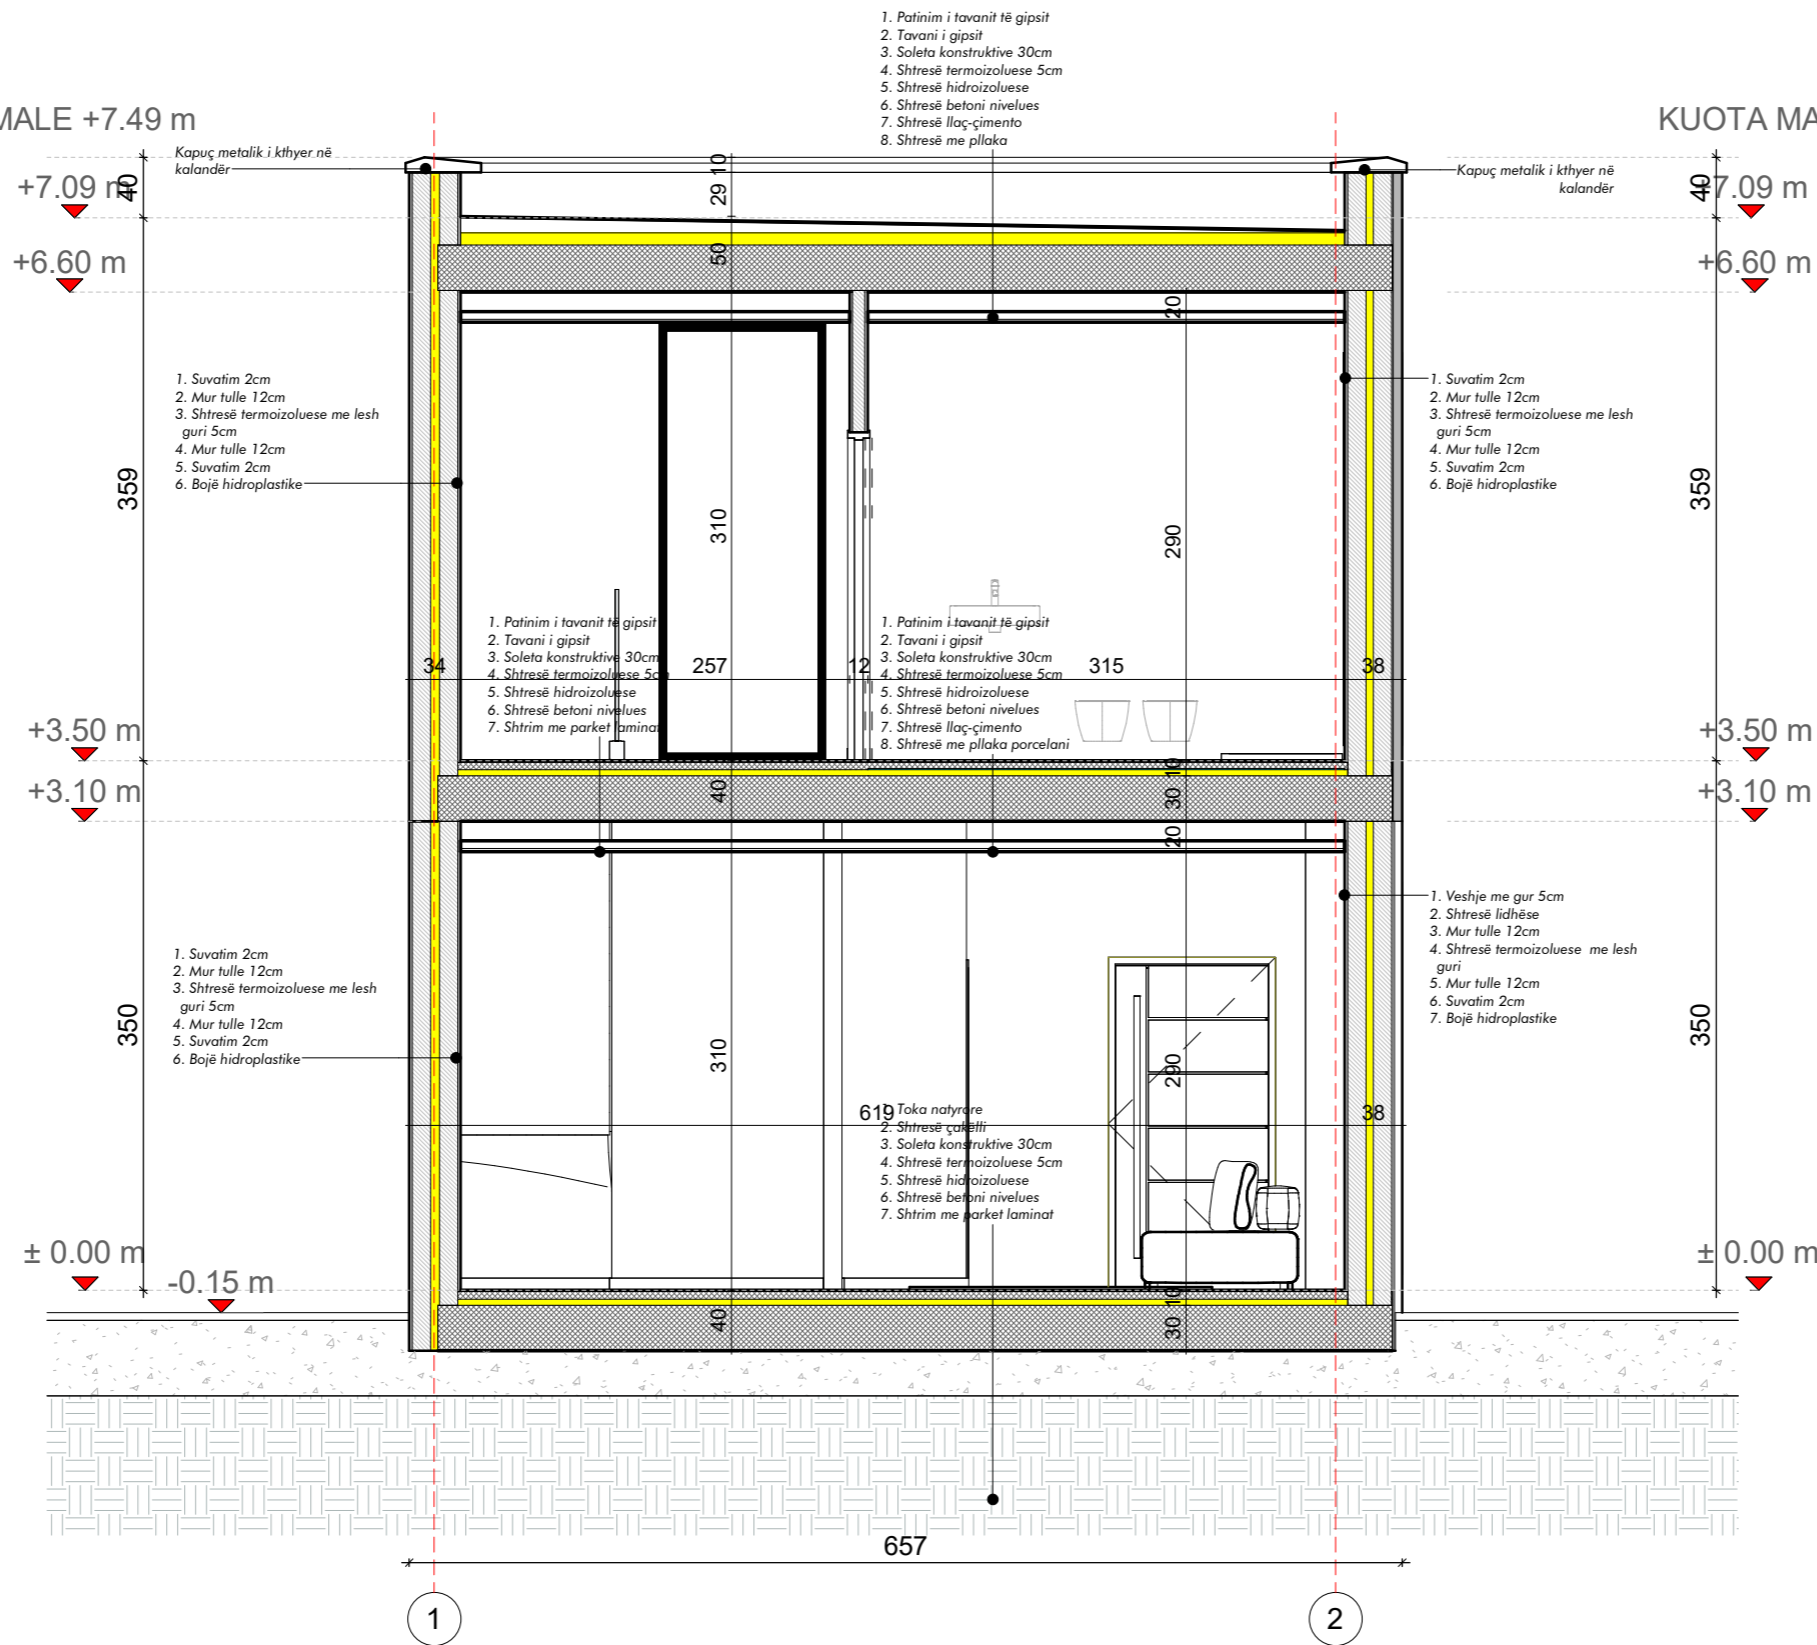 1. Patinim i tavanit të gipsit
2. Tavani i gipsit
3. Soleta konstruktive 30cm
4. Shtresë termoizoluese 5cm
5. Shtresë hidroizoluese
6. Shtresë betoni nivelues
7. Shtresë llaç-çimento
8. Shtresë me pllaka
MALE +7.49 m
KUOTA MA
Kapuç metalik i kthyer në
kalandër
Kapuç metalik i kthyer në
kalandër
+7.09 m
40
10
29
40
+7.09 m
+6.60 m
50
+6.60 m
20
1. Suvatim 2cm
2. Mur tulle 12cm
3. Shtresë termoizoluese me lesh
guri 5cm
4. Mur tulle 12cm
5. Suvatim 2cm
6. Bojë hidroplastike
1. Suvatim 2cm
2. Mur tulle 12cm
3. Shtresë termoizoluese me lesh
guri 5cm
4. Mur tulle 12cm
5. Suvatim 2cm
6. Bojë hidroplastike
359
310
290
359
1. Patinim i tavanit të gipsit
2. Tavani i gipsit
3. Soleta konstruktive 30cm
4. Shtresë termoizoluese 5cm
5. Shtresë hidroizoluese
6. Shtresë betoni nivelues
7. Shtrim me parket laminat
1. Patinim i tavanit të gipsit
2. Tavani i gipsit
3. Soleta konstruktive 30cm
4. Shtresë termoizoluese 5cm
5. Shtresë hidroizoluese
6. Shtresë betoni nivelues
7. Shtresë llaç-çimento
8. Shtresë me pllaka porcelani
34 257 12 315 38
+3.50 m
+3.50 m
+3.10 m
40
10
30
20
+3.10 m
1. Suvatim 2cm
2. Mur tulle 12cm
3. Shtresë termoizoluese me lesh
guri 5cm
4. Mur tulle 12cm
5. Suvatim 2cm
6. Bojë hidroplastike
1. Veshje me gur 5cm
2. Shtresë lidhëse
3. Mur tulle 12cm
4. Shtresë termoizoluese me lesh
guri
5. Mur tulle 12cm
6. Suvatim 2cm
7. Bojë hidroplastike
350
310
290
350
619 38
1. Toka natyrore
2. Shtresë çakëlli
3. Soleta konstruktive 30cm
4. Shtresë termoizoluese 5cm
5. Shtresë hidroizoluese
6. Shtresë betoni nivelues
7. Shtrim me parket laminat
± 0.00 m
-0.15 m
± 0.00 m
40
10
30
657
1
2